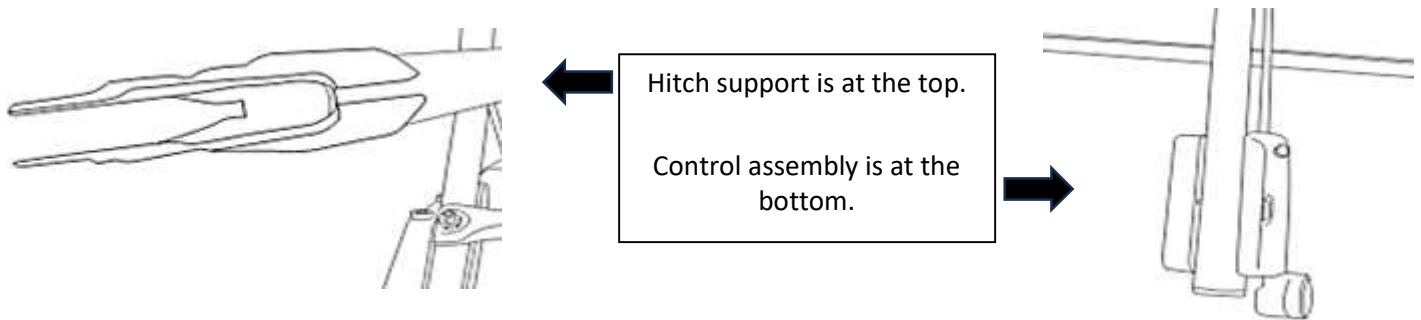 Hitch support is at the top.
Control assembly is at the
bottom.